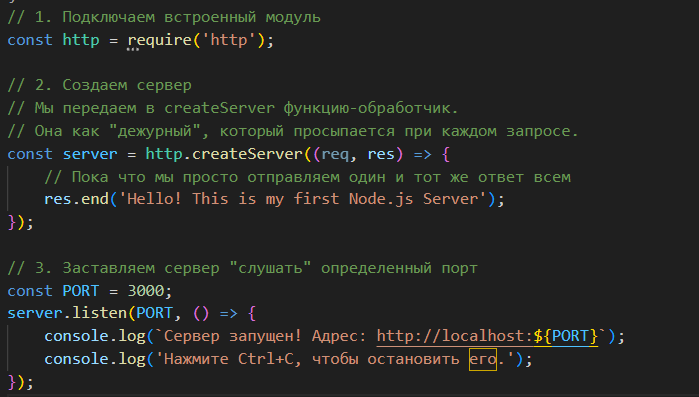 // 1. Подключаем встроенный модуль
const http = require('http');
// 2. Создаем сервер
// Мы передаем в createServer функцию-обработчик.
// Она как "дежурный", который просыпается при каждом запросе.
const server = http.createServer((req, res) => {
// Пока что мы просто отправляем один и тот же ответ всем
res.end('Hello! This is my first Node.js Server');
});
// 3. Заставляем сервер "слушать" определенный порт
const PORT = 3000;
server.listen(PORT, () => {
console.log(`Сервер запущен! Адрес: http://localhost:${PORT}`);
console.log('Нажмите Ctrl+C, чтобы остановить его.');
});